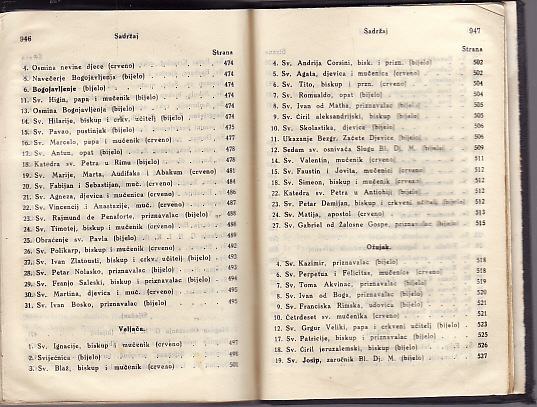 946
Sadržaj
Strana
4. Osmina nevine djece (crveno) 474
5. Navečerje Bogojavljenja (bijelo) 474
6. Bogojavljenje (bijelo) 474
11. Sv. Higin, papa i mučenik (crveno) 474
13. Osmina Bogojavljenja (bijelo) 474
14. Sv. Hilarije, biskup i crkv. učitelj (bijelo) 474
15. Sv. Pavao, pustinjak (bijelo) 475
16. Sv. Marcelo, papa i mučenik (crveno) 477
17. Sv. Antun, opat (bijelo) 478
18. Katedra sv. Petra u Rimu (bijelo) 478
19. Sv. Marije, Marta, Audifaks i Abakum (crveno) 481
20. Sv. Fabijan i Sebastijan, muč. (crveno) 484
21. Sv. Agneza, djevica i mučenica (crveno) 486
22. Sv. Vincencij i Anastazije, muč. (crveno) 487
23. Sv. Rajmund de Penaforte, priznavalac (bijelo) 488
24. Sv. Timotej, biskup i mučenik (crveno) 489
25. Obraćenje sv. Pavla (bijelo) 489
26. Sv. Polikarp, biskup i mučenik (crveno) 492
27. Sv. Ivan Zlatousti, biskup i crkv. učitelj (bijelo) 493
28. Sv. Petar Nolasko, priznavalac (bijelo) 494
29. Sv. Franjo Saleski, biskup i priznavalac (bijelo) 494
30. Sv. Martina, djevica i muč. (crveno) 495
31. Sv. Ivan Bosko, priznavalac (bijelo) 495
Veljača.
1. Sv. Ignacije, biskup i mučenik (crveno) 497
2. Svijećnica (bijelo) 498
3. Sv. Blaž, biskup i mučenik (crveno) 501
Sadržaj
947
Strana
4. Sv. Andrija Corsini, bisk. i prizn. (bijelo) 502
5. Sv. Agata, djevica i mučenica (crveno) 502
6. Sv. Tito, biskup i prizn. (crveno) 504
7. Sv. Romualdo, opat (bijelo) 504
8. Sv. Ivan od Matha, priznavalac (bijelo) 505
9. Sv. Ćiril aleksandrijski, biskup (bijelo) 505
10. Sv. Skolastika, djevica (bijelo) 506
11. Ukazanje Bezgr. Začete Djevice (bijelo) 506
12. Sedam sv. osnivača Slugu Bl. Dj. M. (bijelo) 509
14. Sv. Valentin, mučenik (crveno) 511
15. Sv. Faustin i Jovita, mučenici (crveno) 512
18. Sv. Simeon, biskup i mučenik (crveno) 512
22. Katedra sv. Petra u Antiohiji (bijelo) 512
23. Sv. Petar Damijan, biskup i crkveni učitelj (bijelo) 512
24. Sv. Matija, apostol (crveno) 513
27. Sv. Gabriel od Žalosne Gospe, priznavalac (bijelo) 515
Ožujak.
4. Sv. Kazimir, priznavalac (bijelo) 518
6. Sv. Perpetua i Felicitas, mučenice (crveno) 518
7. Sv. Toma Akvinac, priznavalac (bijelo) 519
8. Sv. Ivan od Boga, priznavalac (bijelo) 520
9. Sv. Franciska Rimska, udovica (bijelo) 521
10. Četrdeset sv. mučenika (crveno) 521
12. Sv. Grgur Veliki, papa i crkveni učitelj (bijelo) 523
17. Sv. Patricije, biskup i priznavalac (bijelo) 525
18. Sv. Ćiril jeruzalemski, biskup (bijelo) 526
19. Sv. Josip, zaročnik Bl. Dj. M. (bijelo) 527